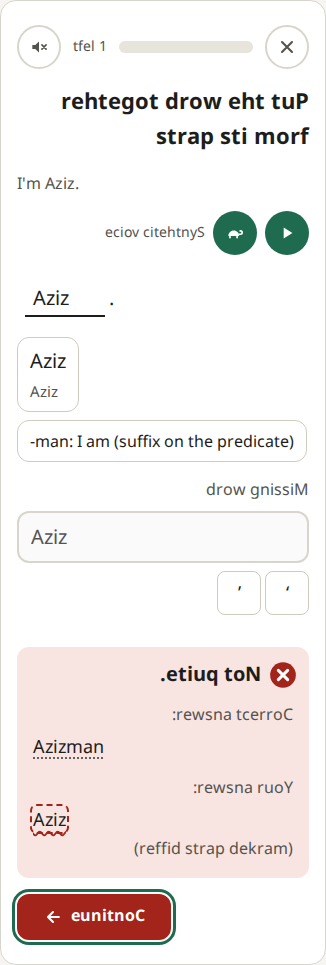 tfel 1
rehtegot drow eht tuP
strap sti morf
I'm Aziz.
eciov citehtnyS
Aziz .
Aziz
Aziz
-man: I am (suffix on the predicate)
drow gnissiM
Aziz
ʼ ʻ
.etiuq toN
:rewsna tcerroC
Azizman
:rewsna ruoY
Aziz
(reffid strap dekram)
eunitnoC